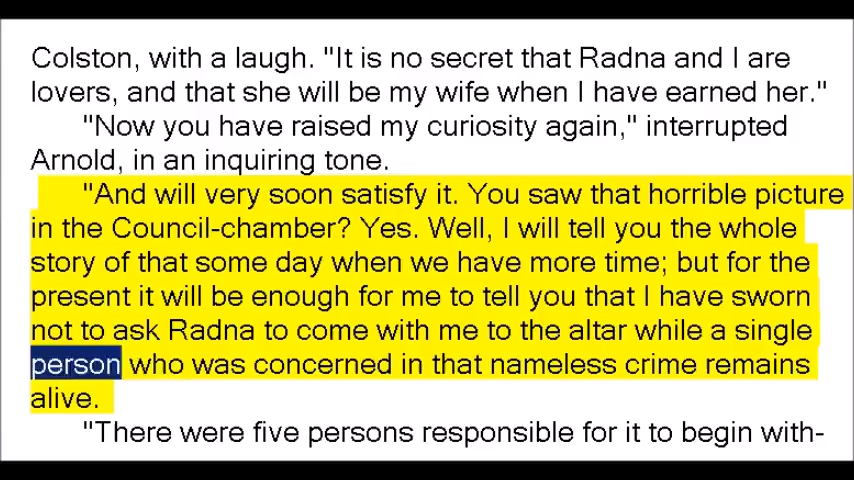 Colston, with a laugh. "It is no secret that Radna and I are
lovers, and that she will be my wife when I have earned her."
"Now you have raised my curiosity again," interrupted
Arnold, in an inquiring tone.
"And will very soon satisfy it. You saw that horrible picture
in the Council-chamber? Yes. Well, I will tell you the whole
story of that some day when we have more time; but for the
present it will be enough for me to tell you that I have sworn
not to ask Radna to come with me to the altar while a single
person who was concerned in that nameless crime remains
alive.
"There were five persons responsible for it to begin with-